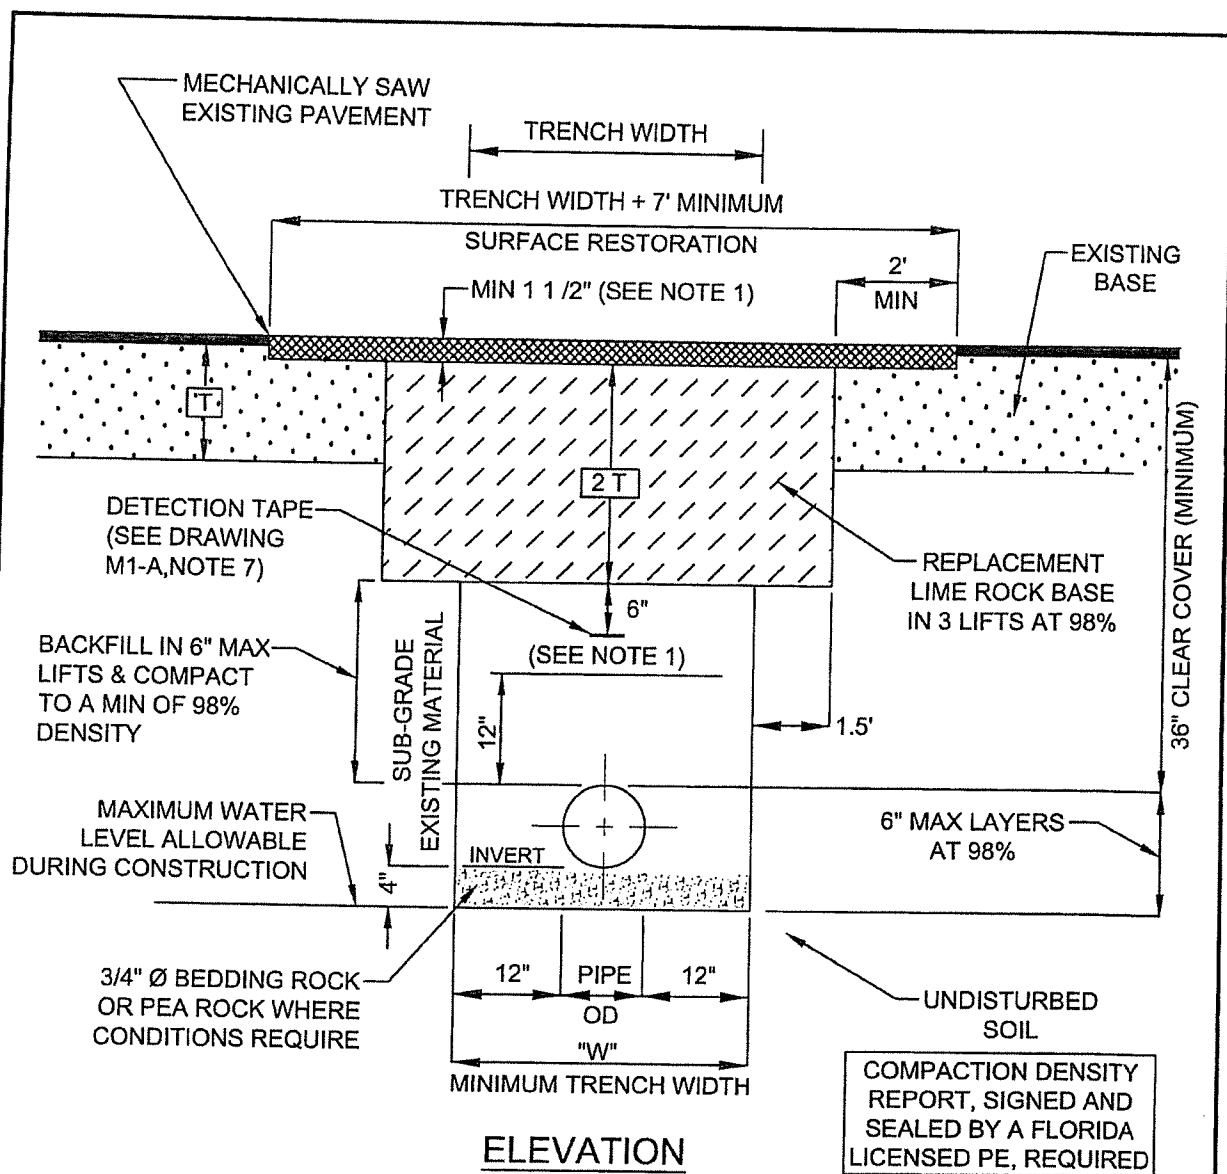 MECHANICALLY SAW
EXISTING PAVEMENT
TRENCH WIDTH
TRENCH WIDTH + 7' MINIMUM
SURFACE RESTORATION
MIN 1 1 /2" (SEE NOTE 1)
2'
MIN
EXISTING
BASE
'T'
2 T
DETECTION TAPE
(SEE DRAWING
M1-A,NOTE 7)
REPLACEMENT
LIME ROCK BASE
IN 3 LIFTS AT 98%
36" CLEAR COVER (MINIMUM)
6"
(SEE NOTE 1)
BACKFILL IN 6" MAX
LIFTS & COMPACT
TO A MIN OF 98%
DENSITY
SUB-GRADE
EXISTING MATERIAL
12"
1.5'
MAXIMUM WATER
LEVEL ALLOWABLE
DURING CONSTRUCTION
6" MAX LAYERS
AT 98%
INVERT
4"
3/4" Ø BEDDING ROCK
OR PEA ROCK WHERE
CONDITIONS REQUIRE
12"
PIPE
OD
12"
"W"
MINIMUM TRENCH WIDTH
UNDISTURBED
SOIL
COMPACTION DENSITY
REPORT, SIGNED AND
SEALED BY A FLORIDA
LICENSED PE, REQUIRED
ELEVATION